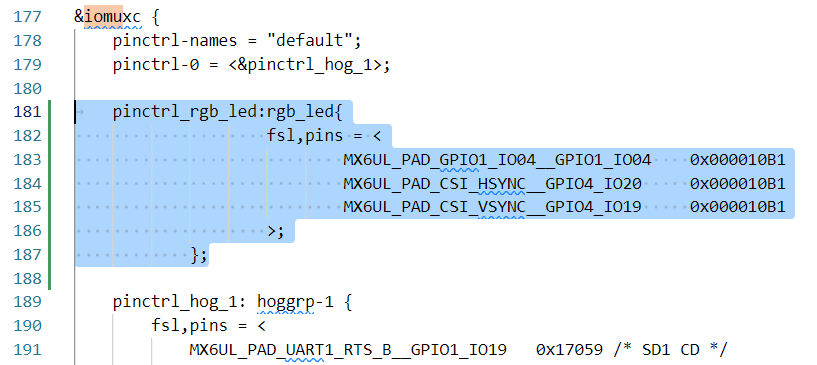 177 &iomuxc {
178 pinctrl-names = "default";
179 pinctrl-0 = <&pinctrl_hog_1>;
180
181 pinctrl_rgb_led:rgb_led{
182 fsl,pins = <
183 MX6UL_PAD_GPIO1_IO04__GPIO1_IO04 0x000010B1
184 MX6UL_PAD_CSI_HSYNC__GPIO4_IO20 0x000010B1
185 MX6UL_PAD_CSI_VSYNC__GPIO4_IO19 0x000010B1
186 >;
187 };
188
189 pinctrl_hog_1: hoggrp-1 {
190 fsl,pins = <
191 MX6UL_PAD_UART1_RTS_B__GPIO1_IO19 0x17059 /* SD1 CD */